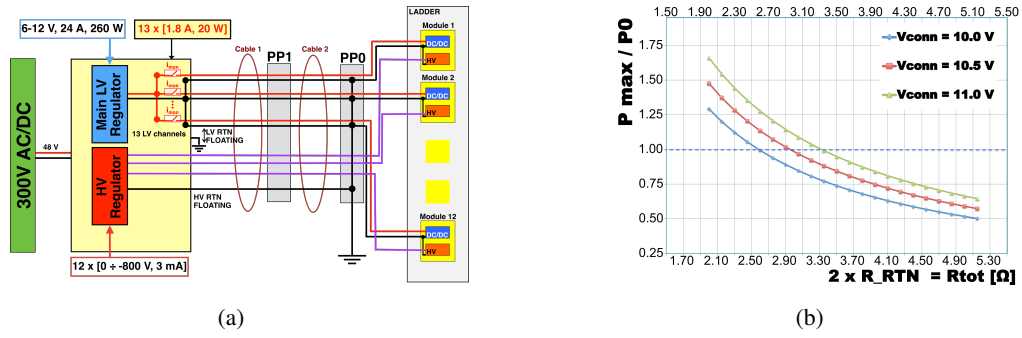 LADDER
6-12 V, 24 A, 260 W
13 x [1.8 A, 20 W]
Module 1
DC/DC
HV
Cable 1
Cable 2
PP1
PP0
300V AC/DC
48 V
Main LV
Regulator
imon
imon
imon
13 LV channels
LV RTN
FLOATING
Module 2
DC/DC
HV
HV
Regulator
HV RTN
FLOATING
Module 12
DC/DC
HV
12 x [0 ÷ -800 V, 3 mA]
(a)
1.50 1.90 2.30 2.70 3.10 3.50 3.90 4.30 4.70 5.10 5.50
P max / P0
1.75
1.50
1.25
1.00
0.75
0.50
0.25
Vconn = 10.0 V
Vconn = 10.5 V
Vconn = 11.0 V
1.70 2.10 2.50 2.90 3.30 3.70 4.10 4.50 4.90 5.30
2 x R_RTN = Rtot [Ω]
(b)